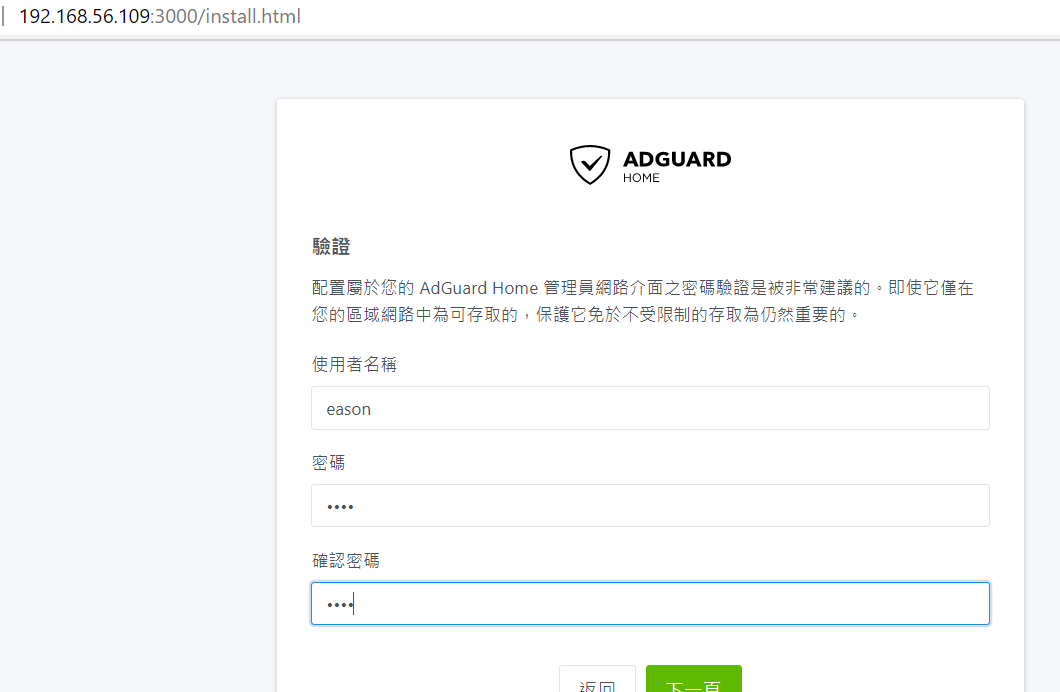 192.168.56.109:3000/install.html
ADGUARD
HOME
驗證
配置屬於您的 AdGuard Home 管理員網路介面之密碼驗證是被非常建議的。即使它僅在
您的區域網路中為可存取的，保護它免於不受限制的存取為仍然重要的。
使用者名稱
eason
密碼
••••
確認密碼
••••
返回
下一頁